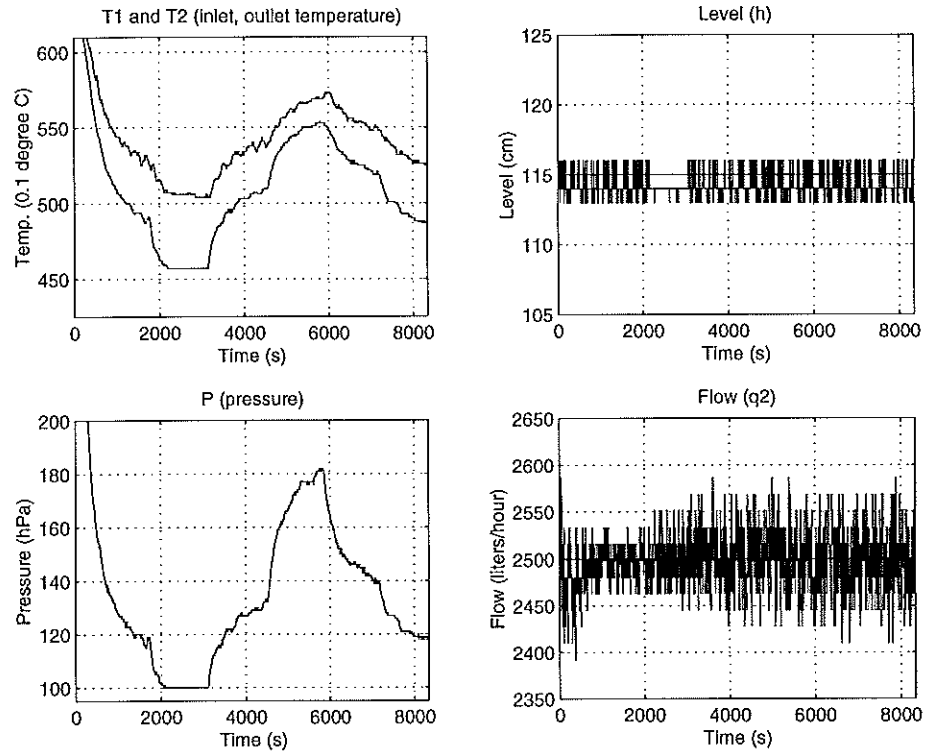 T1 and T2 (inlet, outlet temperature)
600
550
500
450
Temp. (0.1 degree C)
0 2000 4000 6000 8000
Time (s)
Level (h)
125
120
115
110
105
Level (cm)
0 2000 4000 6000 8000
Time (s)
P (pressure)
200
180
160
140
120
100
Pressure (hPa)
0 2000 4000 6000 8000
Time (s)
Flow (q2)
2650
2600
2550
2500
2450
2400
2350
Flow (liters/hour)
0 2000 4000 6000 8000
Time (s)